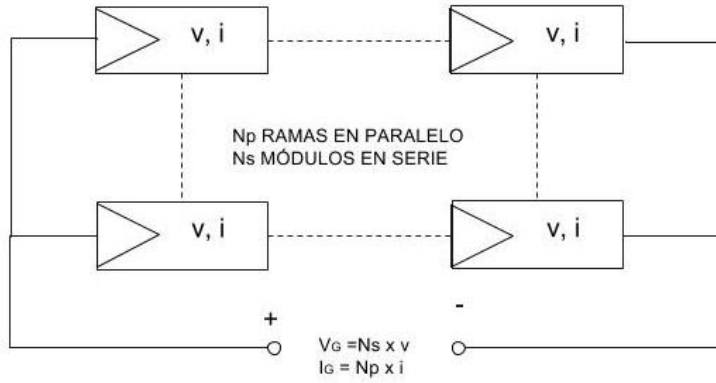 v, i
v, i
Np RAMAS EN PARALELO
Ns MÓDULOS EN SERIE
v, i
v, i
+
-
VG =Ns x v
IG = Np x i